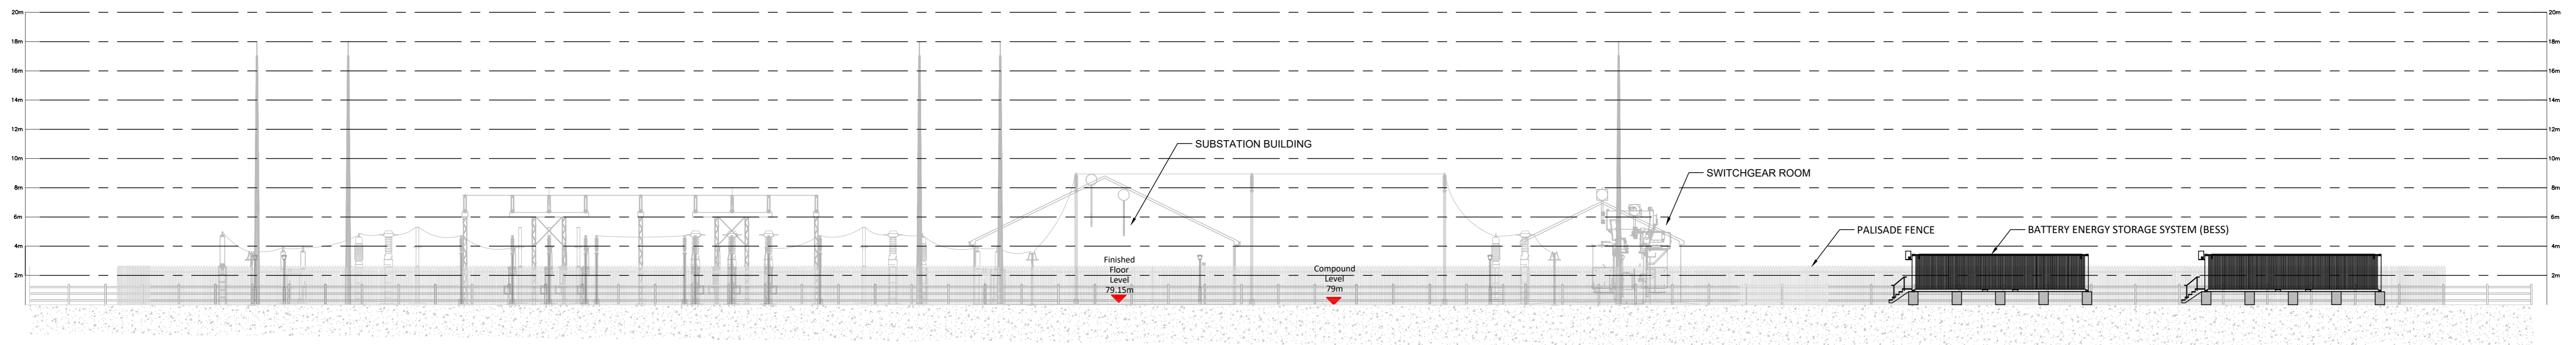 20m
20m
18m
18m
16m
16m
14m
14m
12m
12m
10m
10m
SUBSTATION BUILDING
8m
8m
SWITCHGEAR ROOM
6m
6m
PALISADE FENCE
BATTERY ENERGY STORAGE SYSTEM (BESS)
4m
4m
Finished
Floor
Level
79.15m
Compound
Level
79m
2m
2m